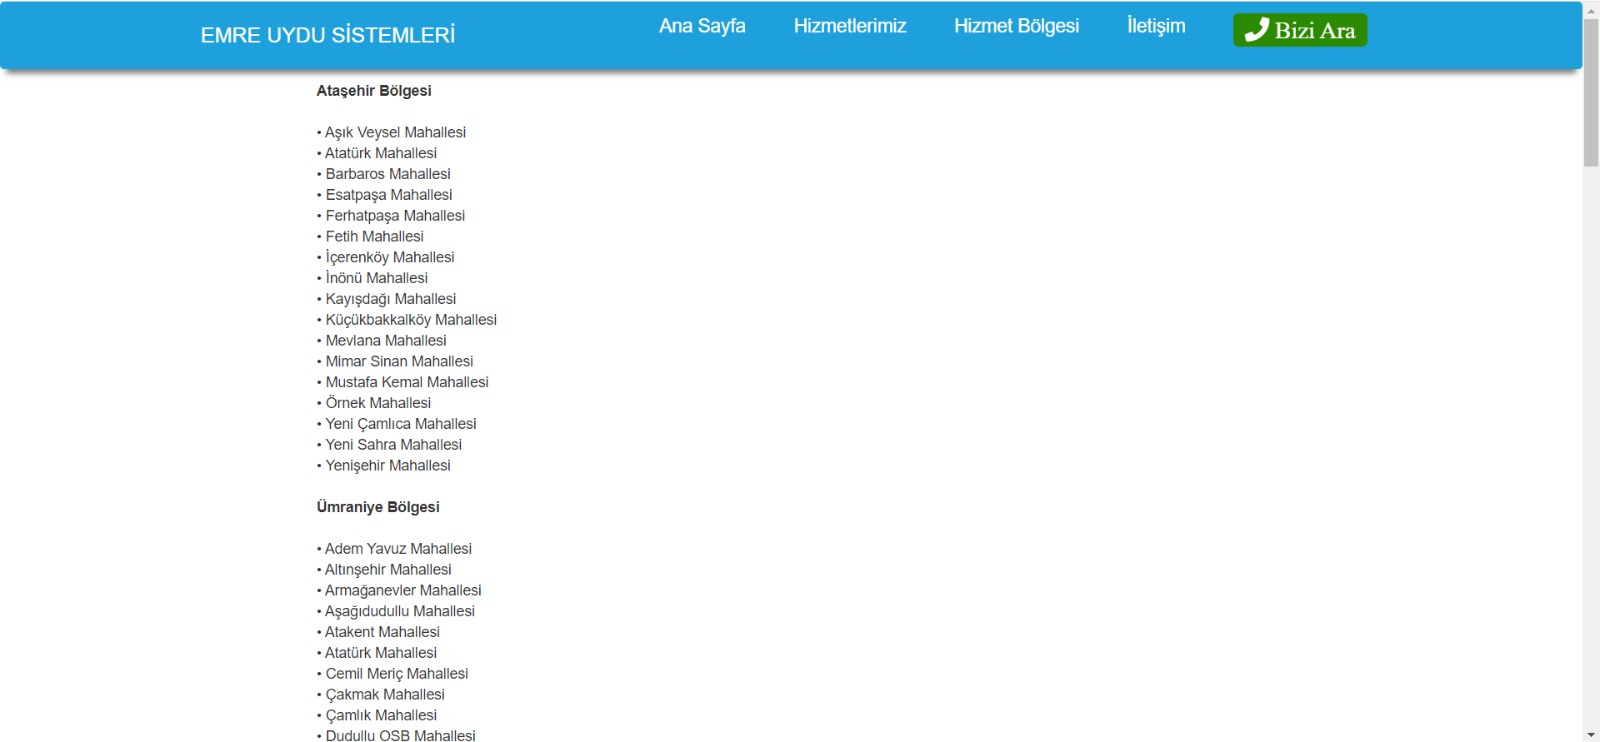 EMRE UYDU SİSTEMLERİ
Ana Sayfa
Hizmetlerimiz
Hizmet Bölgesi
İletişim
Bizi Ara
Ataşehir Bölgesi
• Aşık Veysel Mahallesi
• Atatürk Mahallesi
• Barbaros Mahallesi
• Esatpaşa Mahallesi
• Ferhatpaşa Mahallesi
• Fetih Mahallesi
• İçerenköy Mahallesi
• İnönü Mahallesi
• Kayışdağı Mahallesi
• Küçükbakkalköy Mahallesi
• Mevlana Mahallesi
• Mimar Sinan Mahallesi
• Mustafa Kemal Mahallesi
• Örnek Mahallesi
• Yeni Çamlıca Mahallesi
• Yeni Sahra Mahallesi
• Yenişehir Mahallesi
Ümraniye Bölgesi
• Adem Yavuz Mahallesi
• Altınşehir Mahallesi
• Armağanevler Mahallesi
• Aşağıdudullu Mahallesi
• Atakent Mahallesi
• Atatürk Mahallesi
• Cemil Meriç Mahallesi
• Çakmak Mahallesi
• Çamlık Mahallesi
• Dudullu OSB Mahallesi